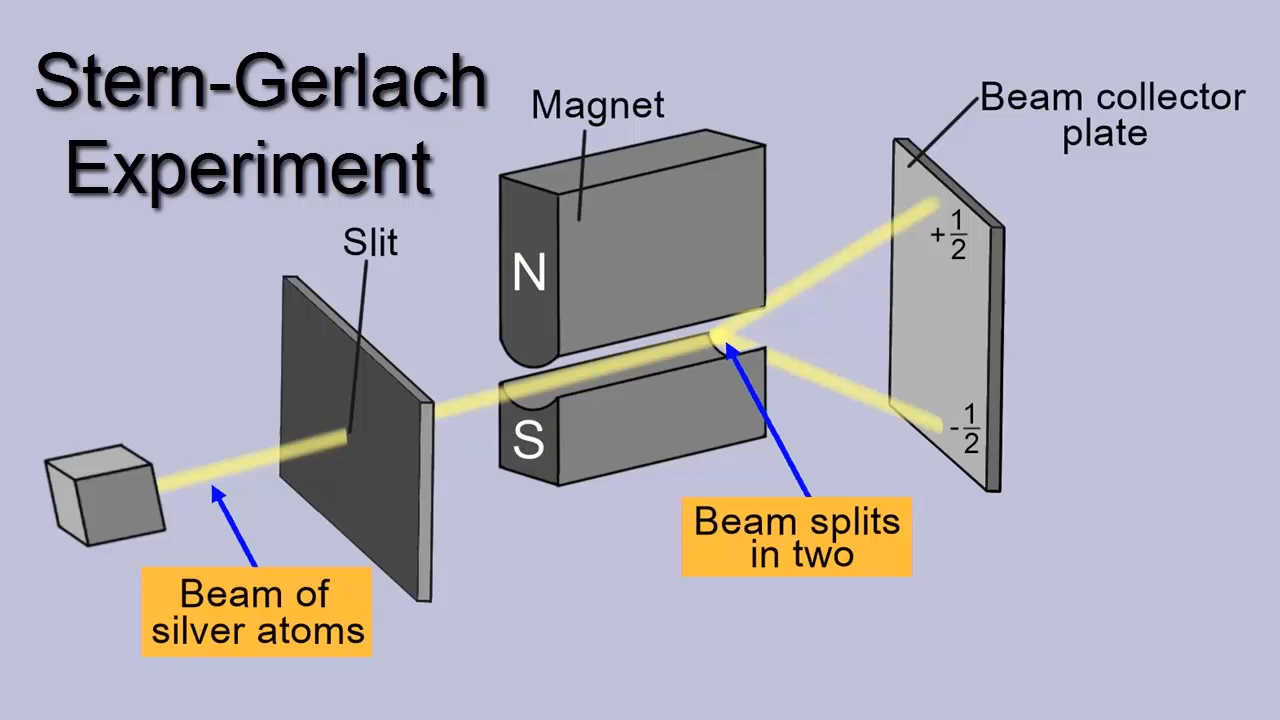 Stern-Gerlach
Experiment
Magnet
Beam collector
plate
Slit
N
S
+1/2
-1/2
Beam splits
in two
Beam of
silver atoms